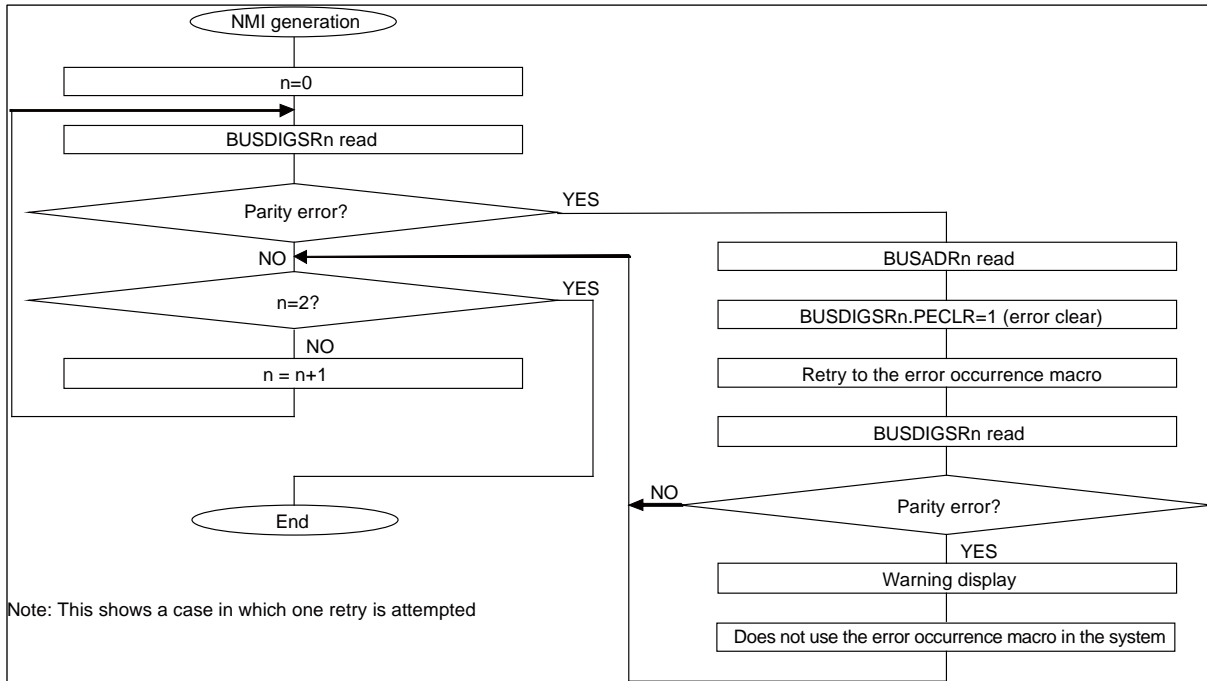 NMI generation
n=0
BUSDIGSRn read
Parity error?
YES
NO
n=2?
YES
NO
n = n+1
End
BUSADRn read
BUSDIGSRn.PECLR=1 (error clear)
Retry to the error occurrence macro
BUSDIGSRn read
Parity error?
NO
YES
Warning display
Does not use the error occurrence macro in the system
Note: This shows a case in which one retry is attempted